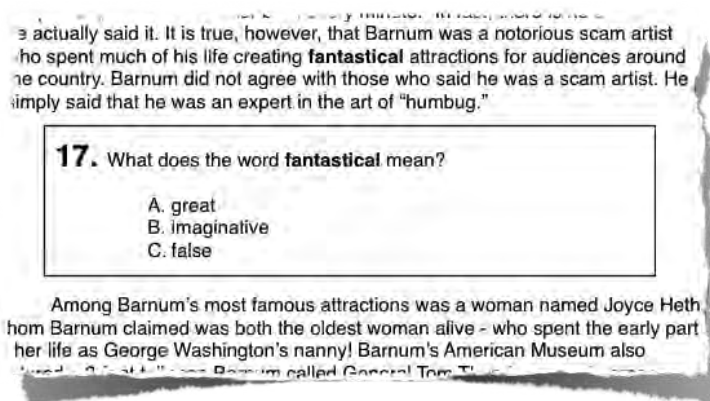 e actually said it. It is true, however, that Barnum was a notorious scam artist
ho spent much of his life creating fantastical attractions for audiences around
he country. Barnum did not agree with those who said he was a scam artist. He
imply said that he was an expert in the art of “humbug.”
17. What does the word fantastical mean?
A. great
B. imaginative
C. false
Among Barnum's most famous attractions was a woman named Joyce Heth
hom Barnum claimed was both the oldest woman alive - who spent the early part
her life as George Washington's nanny! Barnum's American Museum also
called General Tom